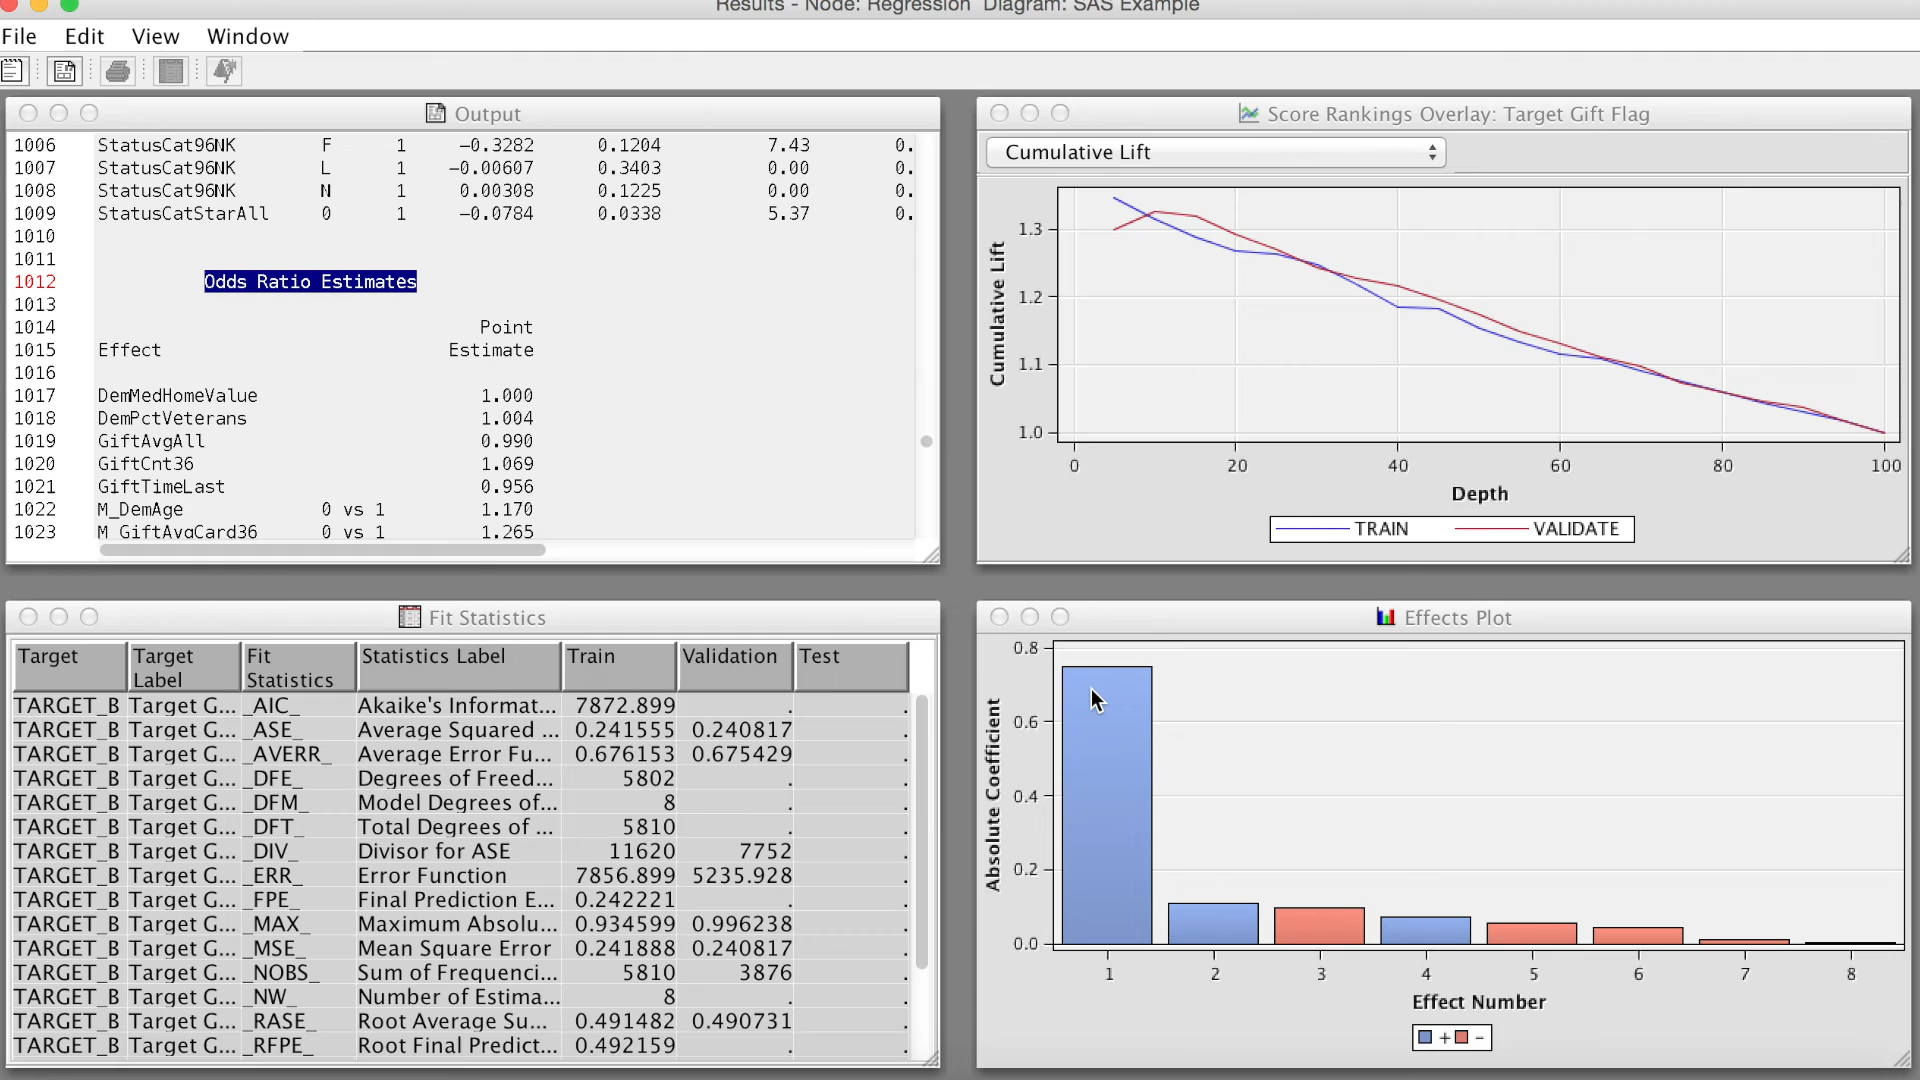 Results - Node: Regression Diagram: SAS Example
File Edit View Window
Output
1006 StatusCat96NK F 1 −0.3282 0.1204 7.43 0.
1007 StatusCat96NK L 1 −0.00607 0.3403 0.00 0.
1008 StatusCat96NK N 1 0.00308 0.1225 0.00 0.
1009 StatusCatStarAll 0 1 −0.0784 0.0338 5.37 0.
1010
1011
1012 Odds Ratio Estimates
1013
1014 Point
1015 Effect Estimate
1016
1017 DemMedHomeValue 1.000
1018 DemPctVeterans 1.004
1019 GiftAvgAll 0.990
1020 GiftCnt36 1.069
1021 GiftTimeLast 0.956
1022 M_DemAge 0 vs 1 1.170
1023 M_GiftAvgCard36 0 vs 1 1.265
Score Rankings Overlay: Target Gift Flag
Cumulative Lift
Cumulative Lift
1.3
1.2
1.1
1.0
0 20 40 60 80 100
Depth
TRAIN VALIDATE
Fit Statistics
Target Target Label Fit Statistics Statistics Label Train Validation Test
TARGET_B Target G... _AIC_ Akaike's Informat... 7872.899 . .
TARGET_B Target G... _ASE_ Average Squared ... 0.241555 0.240817 .
TARGET_B Target G... _AVERR_ Average Error Fu... 0.676153 0.675429 .
TARGET_B Target G... _DFE_ Degrees of Freed... 5802 . .
TARGET_B Target G... _DFM_ Model Degrees of... 8 . .
TARGET_B Target G... _DFT_ Total Degrees of ... 5810 . .
TARGET_B Target G... _DIV_ Divisor for ASE 11620 7752 .
TARGET_B Target G... _ERR_ Error Function 7856.899 5235.928 .
TARGET_B Target G... _FPE_ Final Prediction E... 0.242221 . .
TARGET_B Target G... _MAX_ Maximum Absolu... 0.934599 0.996238 .
TARGET_B Target G... _MSE_ Mean Square Error 0.241888 0.240817 .
TARGET_B Target G... _NOBS_ Sum of Frequenci... 5810 3876 .
TARGET_B Target G... _NW_ Number of Estima... 8 . .
TARGET_B Target G... _RASE_ Root Average Su... 0.491482 0.490731 .
TARGET_B Target G... _RFPE_ Root Final Predict... 0.492159 . .
Effects Plot
Absolute Coefficient
0.8
0.6
0.4
0.2
0.0
1 2 3 4 5 6 7 8
Effect Number
+ -